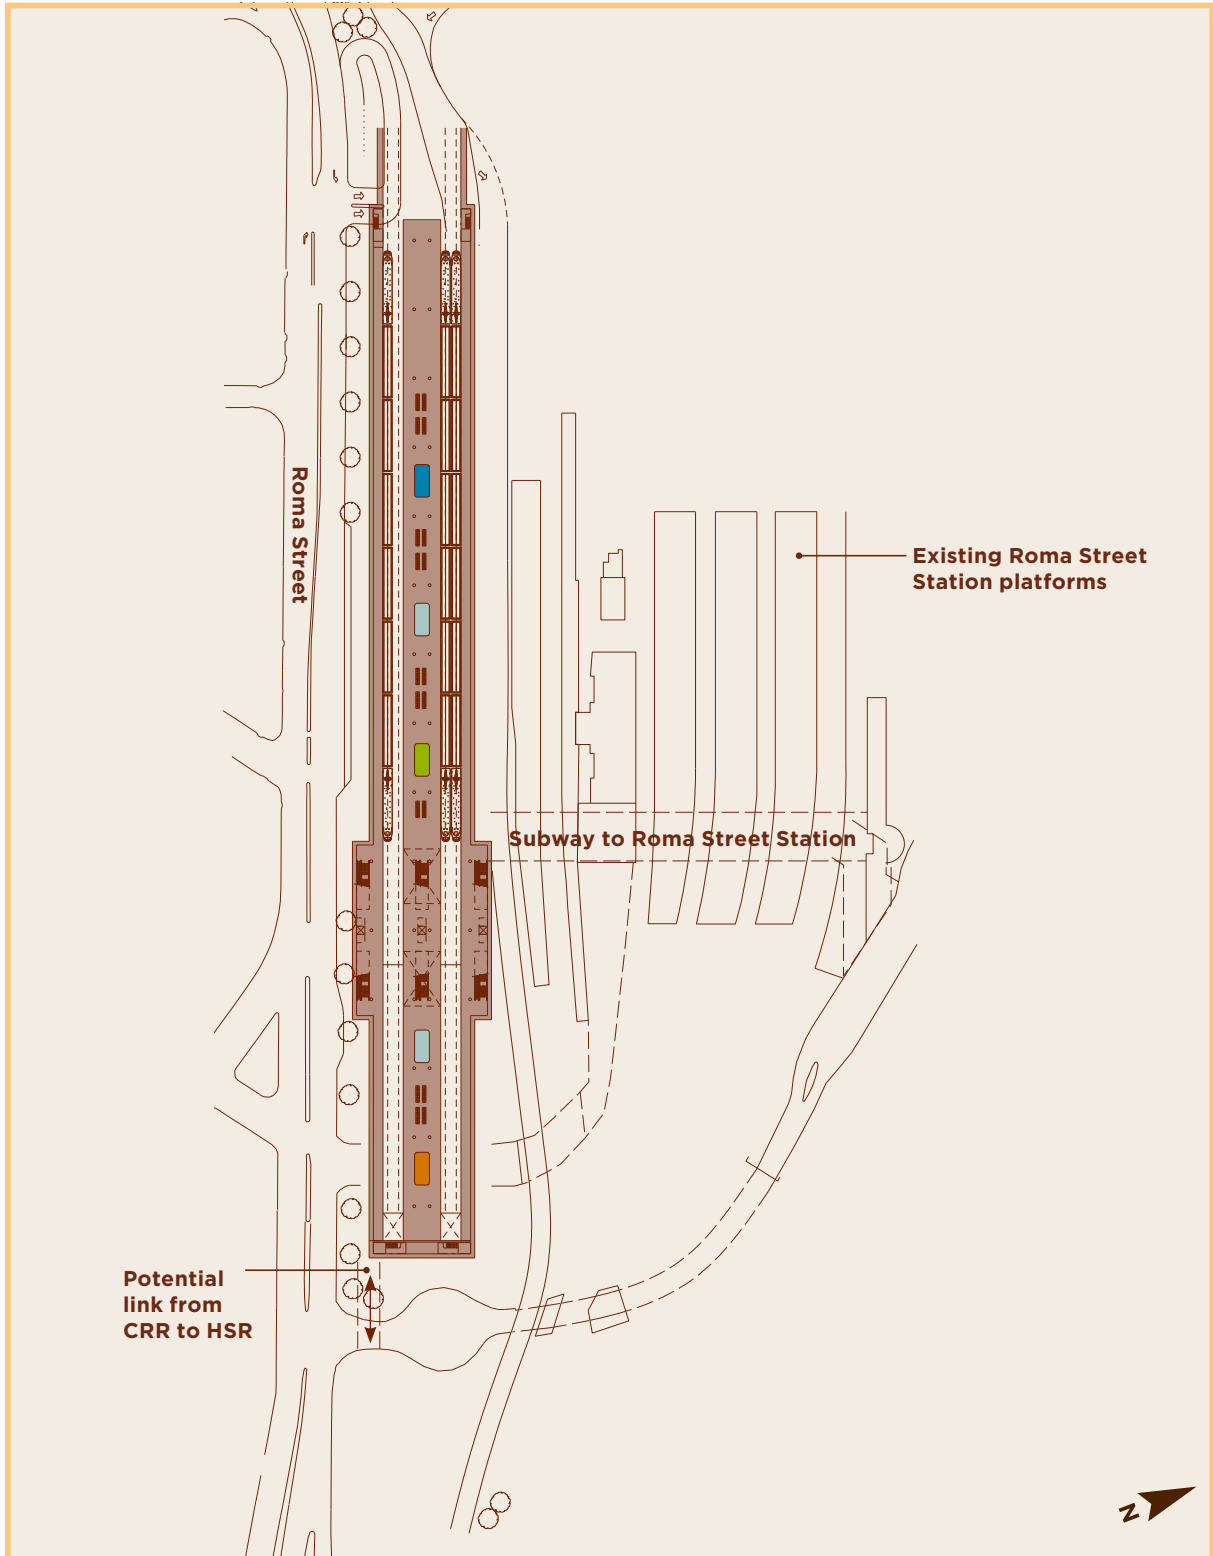 Roma Street
Existing Roma Street
Station platforms
Subway to Roma Street Station
Potential
link from
CRR to HSR
N